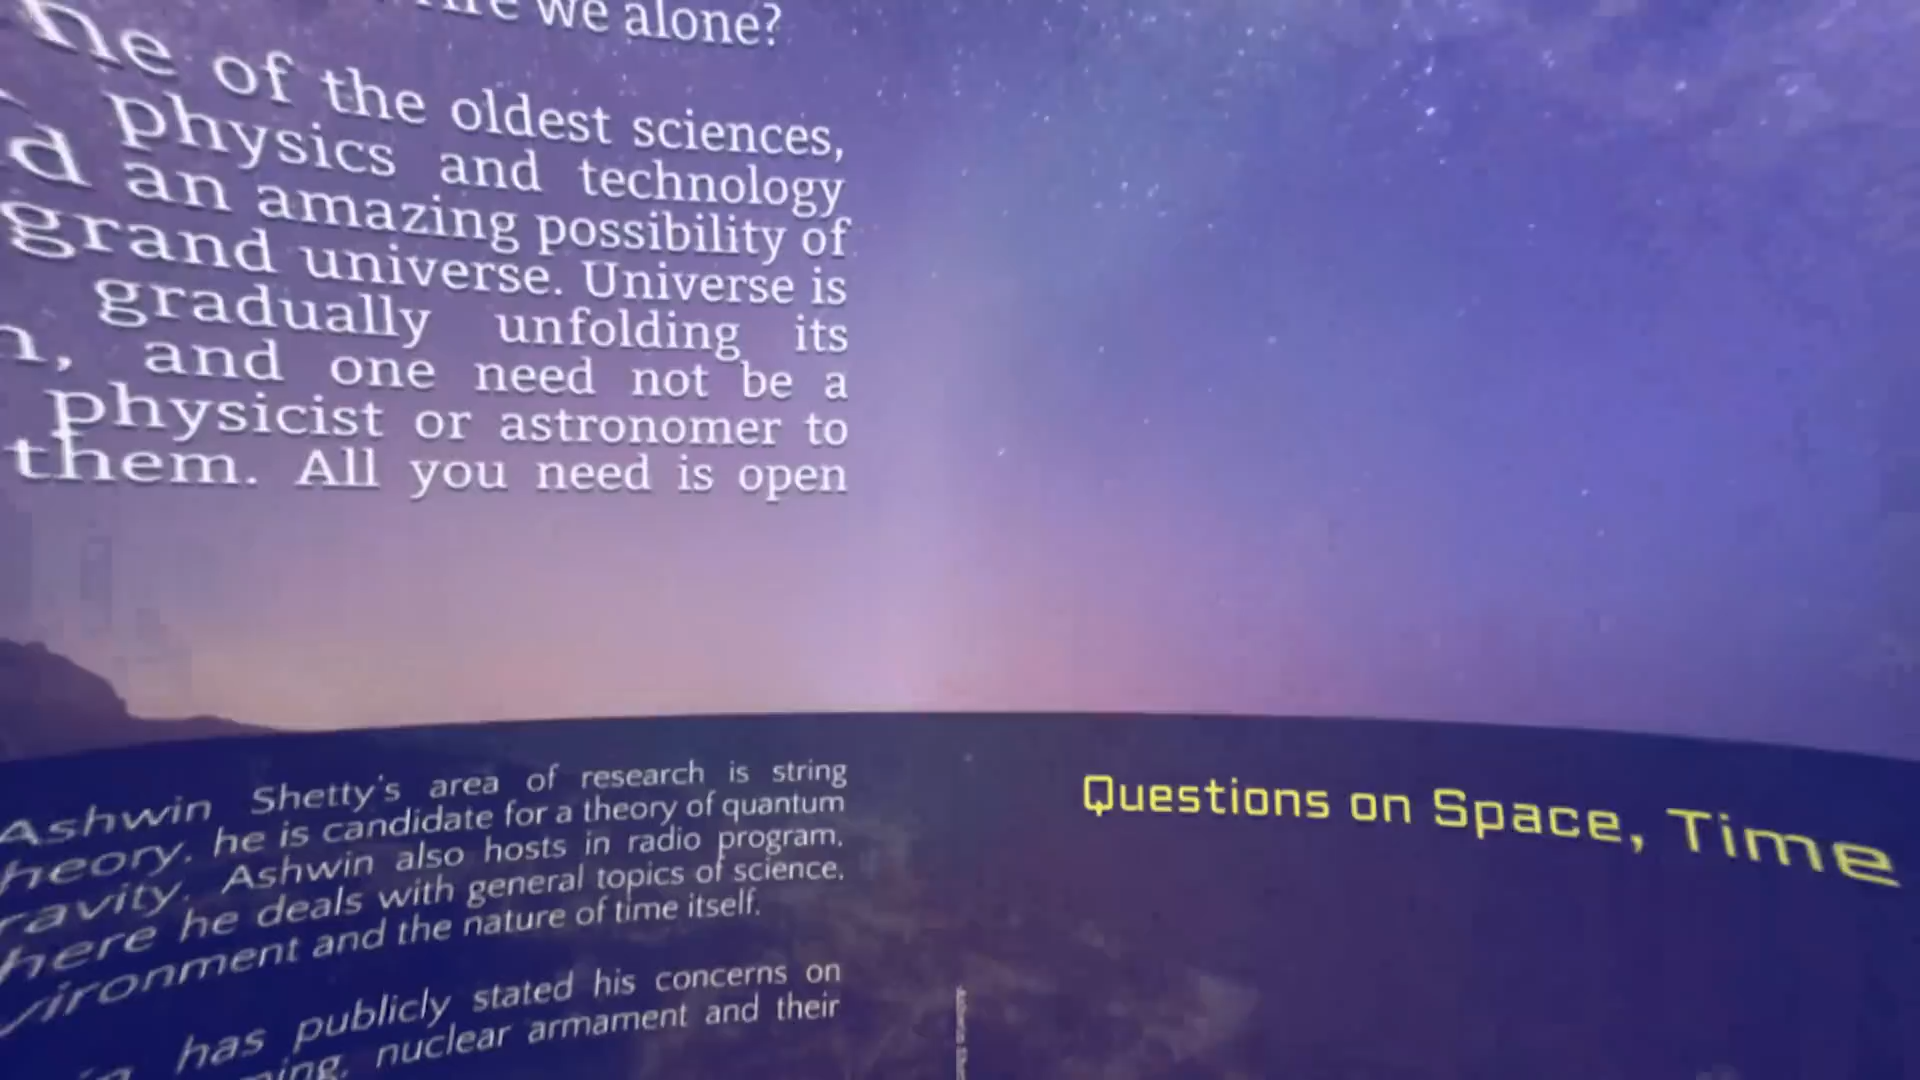 we alone?
of the oldest sciences,
physics and technology
an amazing possibility of
grand universe. Universe is
gradually unfolding its
and one need not be a
physicist or astronomer to
them. All you need is open
Ashwin Shetty's area of research is string
he is candidate for a theory of quantum
Ashwin also hosts in radio program,
he deals with general topics of science,
and the nature of time itself.
has publicly stated his concerns on
nuclear armament and their
Questions on Space, Time